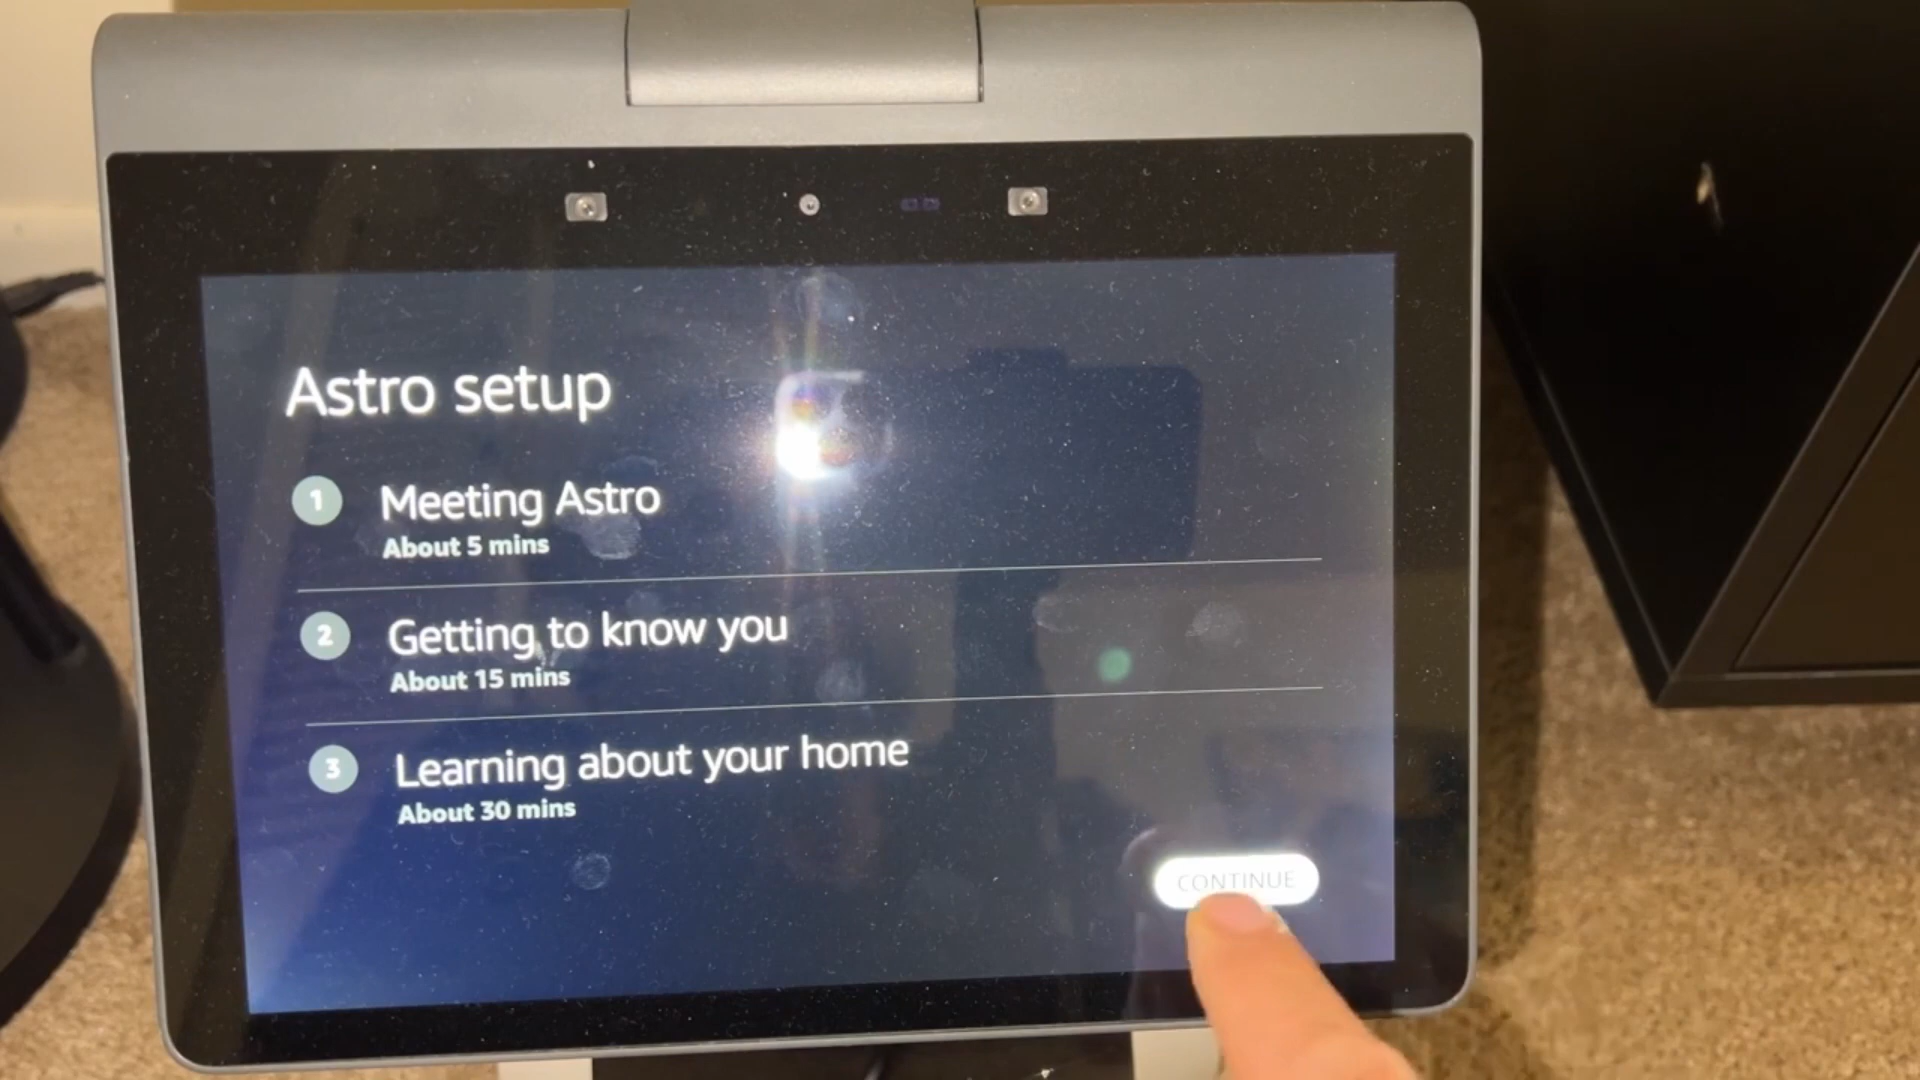 Astro setup
1 Meeting Astro
About 5 mins
2 Getting to know you
About 15 mins
3 Learning about your home
About 30 mins
CONTINUE